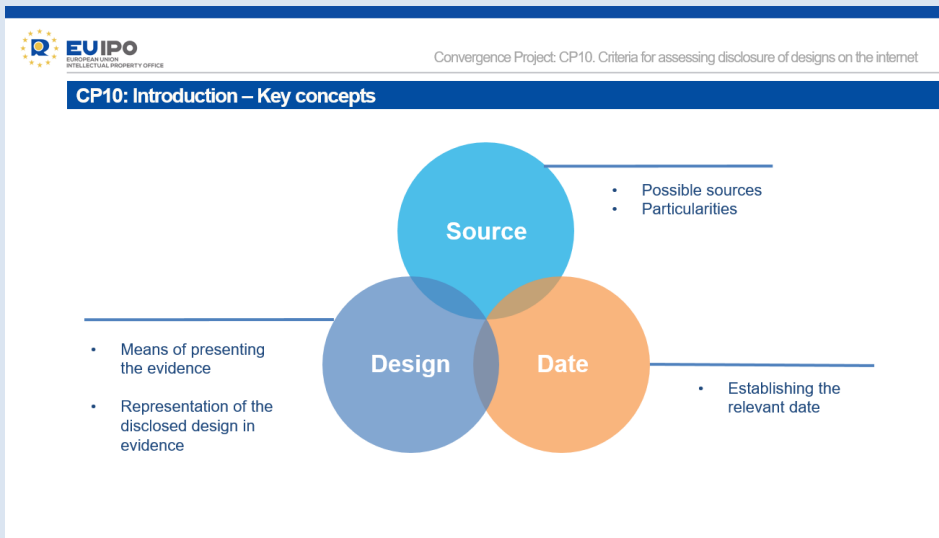 EUIPO
EUROPEAN UNION
INTELLECTUAL PROPERTY OFFICE
Convergence Project: CP10. Criteria for assessing disclosure of designs on the internet
CP10: Introduction – Key concepts
Source
• Possible sources
• Particularities
Design
• Means of presenting
the evidence
• Representation of the
disclosed design in
evidence
Date
• Establishing the
relevant date